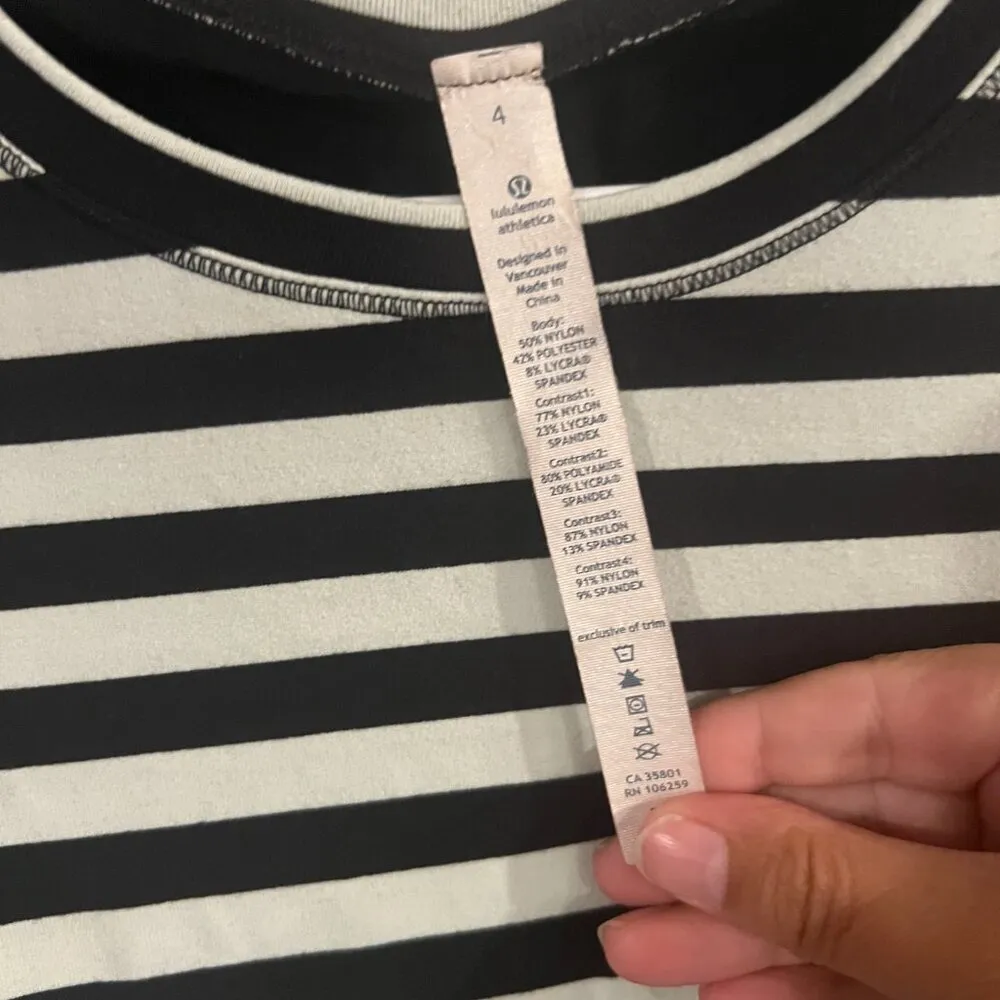 4
lululemon
athletica
Designed in
Vancouver
Made in
China
Body:
50% NYLON
42% POLYESTER
8% LYCRA®
SPANDEX
Contrast1:
77% NYLON
23% LYCRA®
SPANDEX
Contrast2:
80% POLYAMIDE
20% LYCRA®
SPANDEX
Contrast3:
87% NYLON
13% SPANDEX
Contrast4:
91% NYLON
9% SPANDEX
exclusive of trim
CA 35801
RN 106259